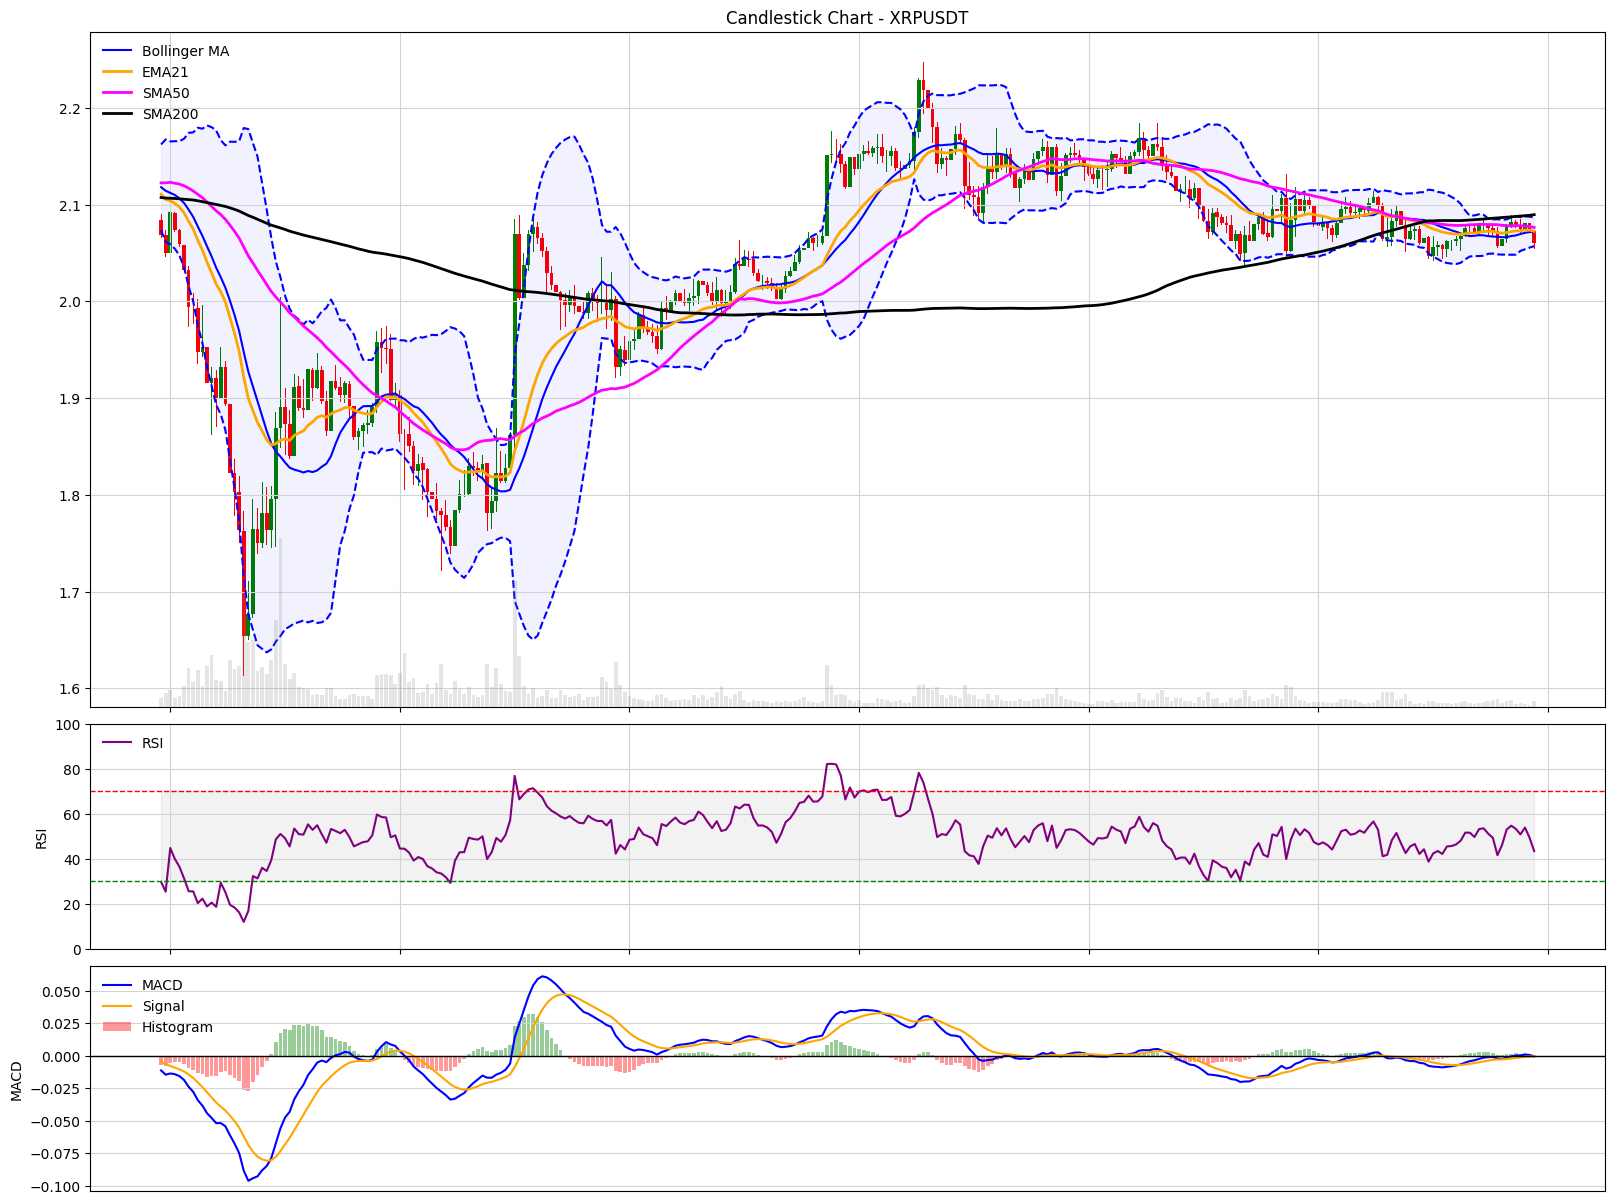 Candlestick Chart - XRPUSDT
Bollinger MA
EMA21
SMA50
SMA200
2.2
2.1
2.0
1.9
1.8
1.7
1.6
RSI
100
80
60
40
20
0
RSI
MACD
Signal
Histogram
0.050
0.025
0.000
−0.025
−0.050
−0.075
−0.100
MACD